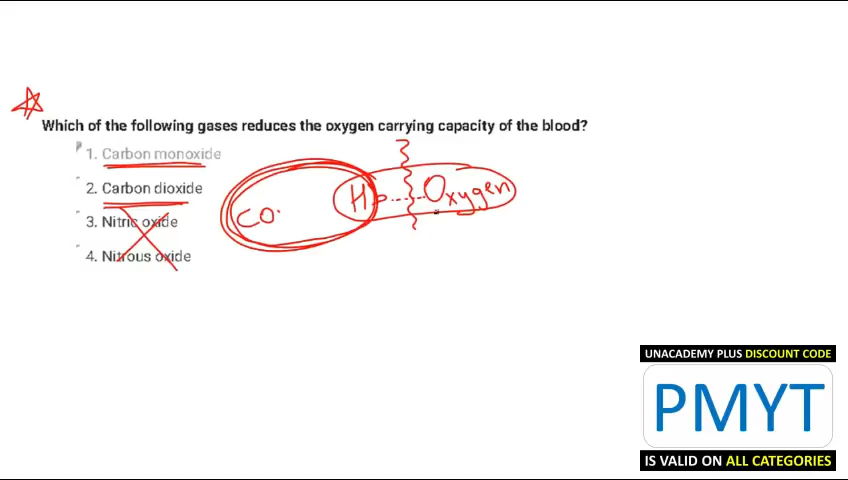 Which of the following gases reduces the oxygen carrying capacity of the blood?
1. Carbon monoxide
2. Carbon dioxide
CO
Hb......Oxygen
3. Nitric oxide
4. Nitrous oxide
UNACADEMY PLUS DISCOUNT CODE
PMYT
IS VALID ON ALL CATEGORIES